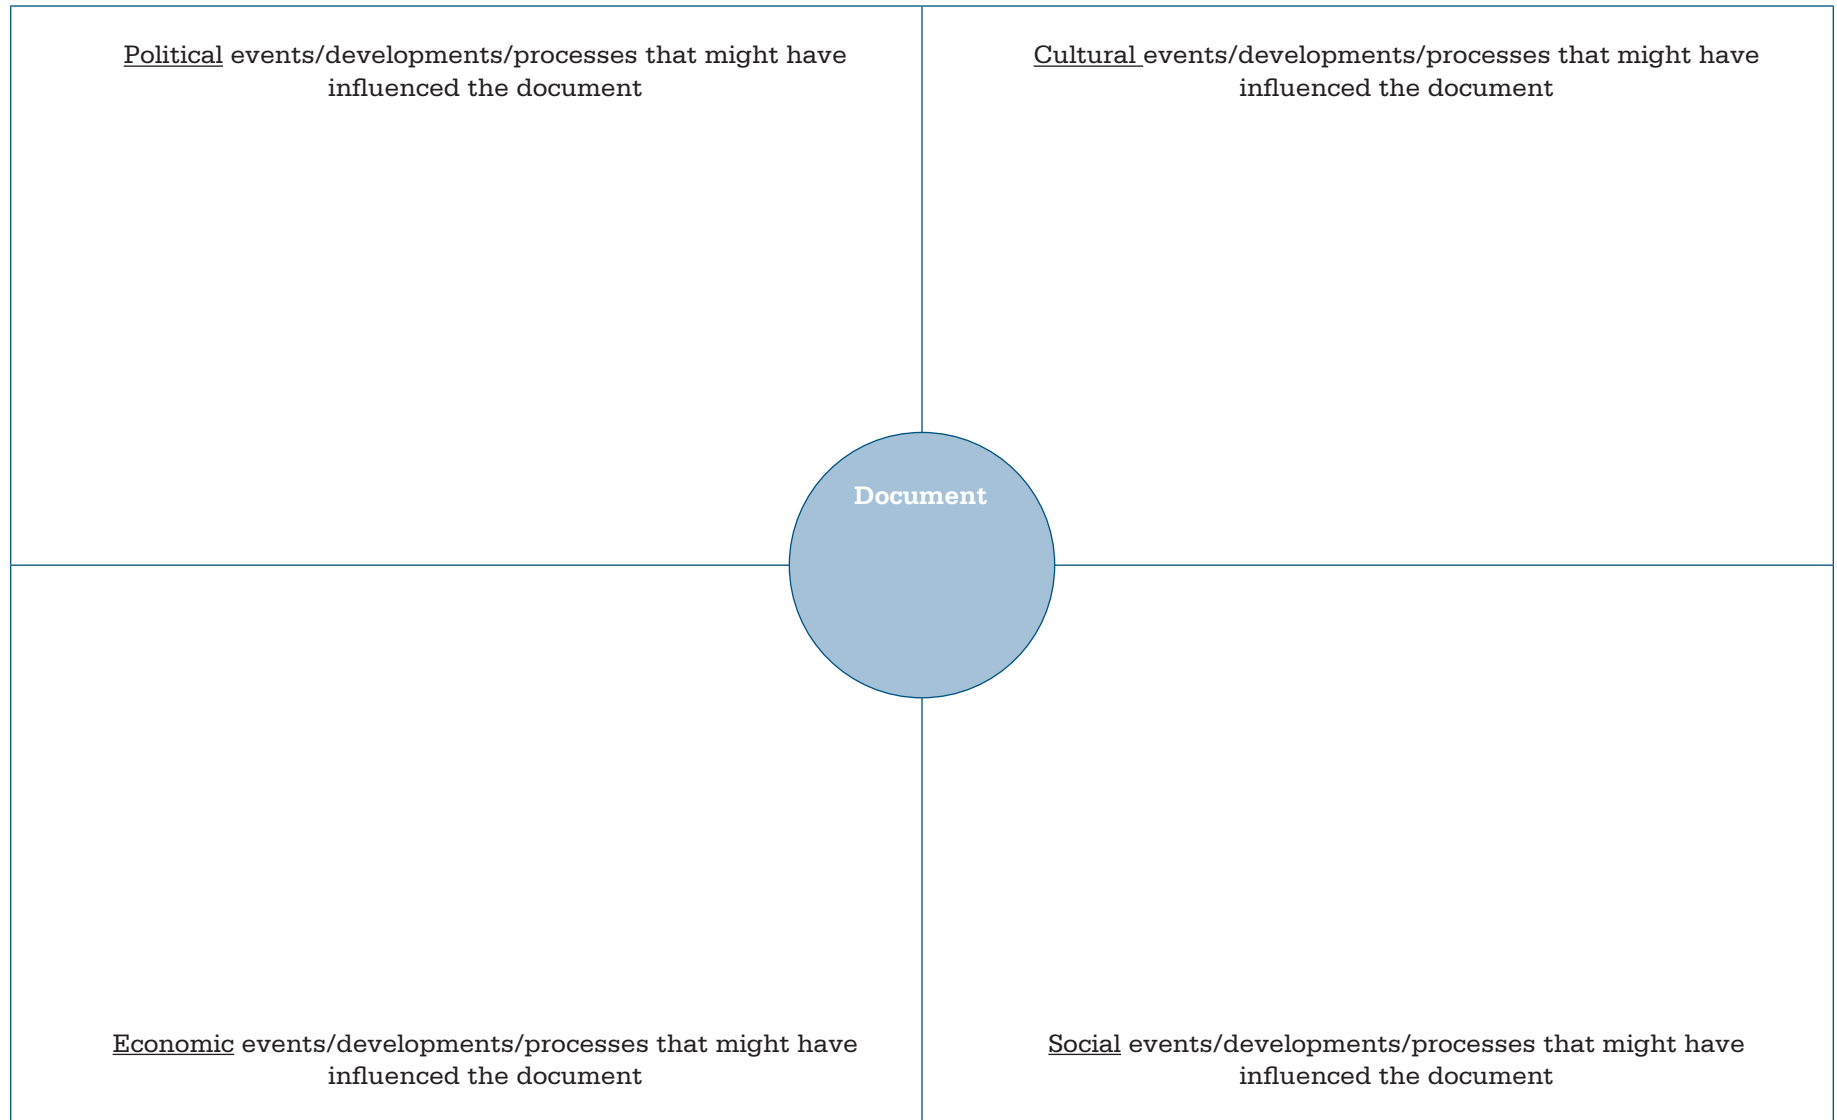 Political events/developments/processes that might have
influenced the document
Cultural events/developments/processes that might have
influenced the document
Document
Economic events/developments/processes that might have
influenced the document
Social events/developments/processes that might have
influenced the document